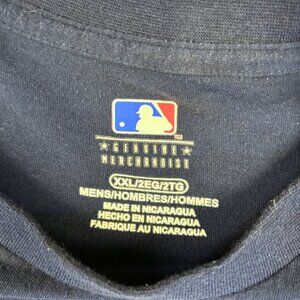 GENUINE
MERCHANDISE
XXL/2EG/2TG
MENS/HOMBRES/HOMMES
MADE IN NICARAGUA
HECHO EN NICARAGUA
FABRIQUE AU NICARAGUA